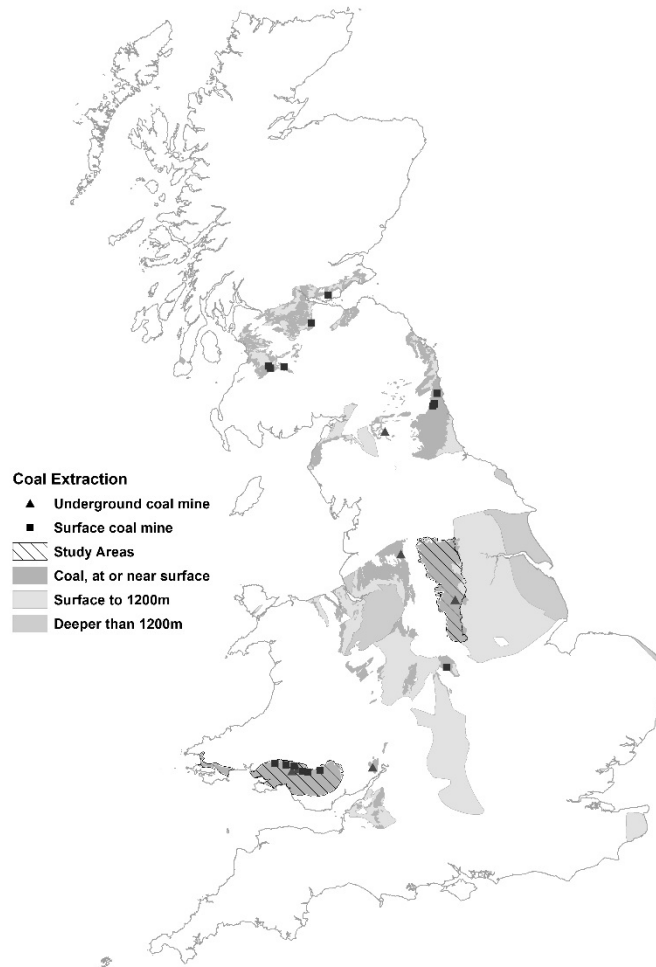 Coal Extraction
Underground coal mine
Surface coal mine
Study Areas
Coal, at or near surface
Surface to 1200m
Deeper than 1200m